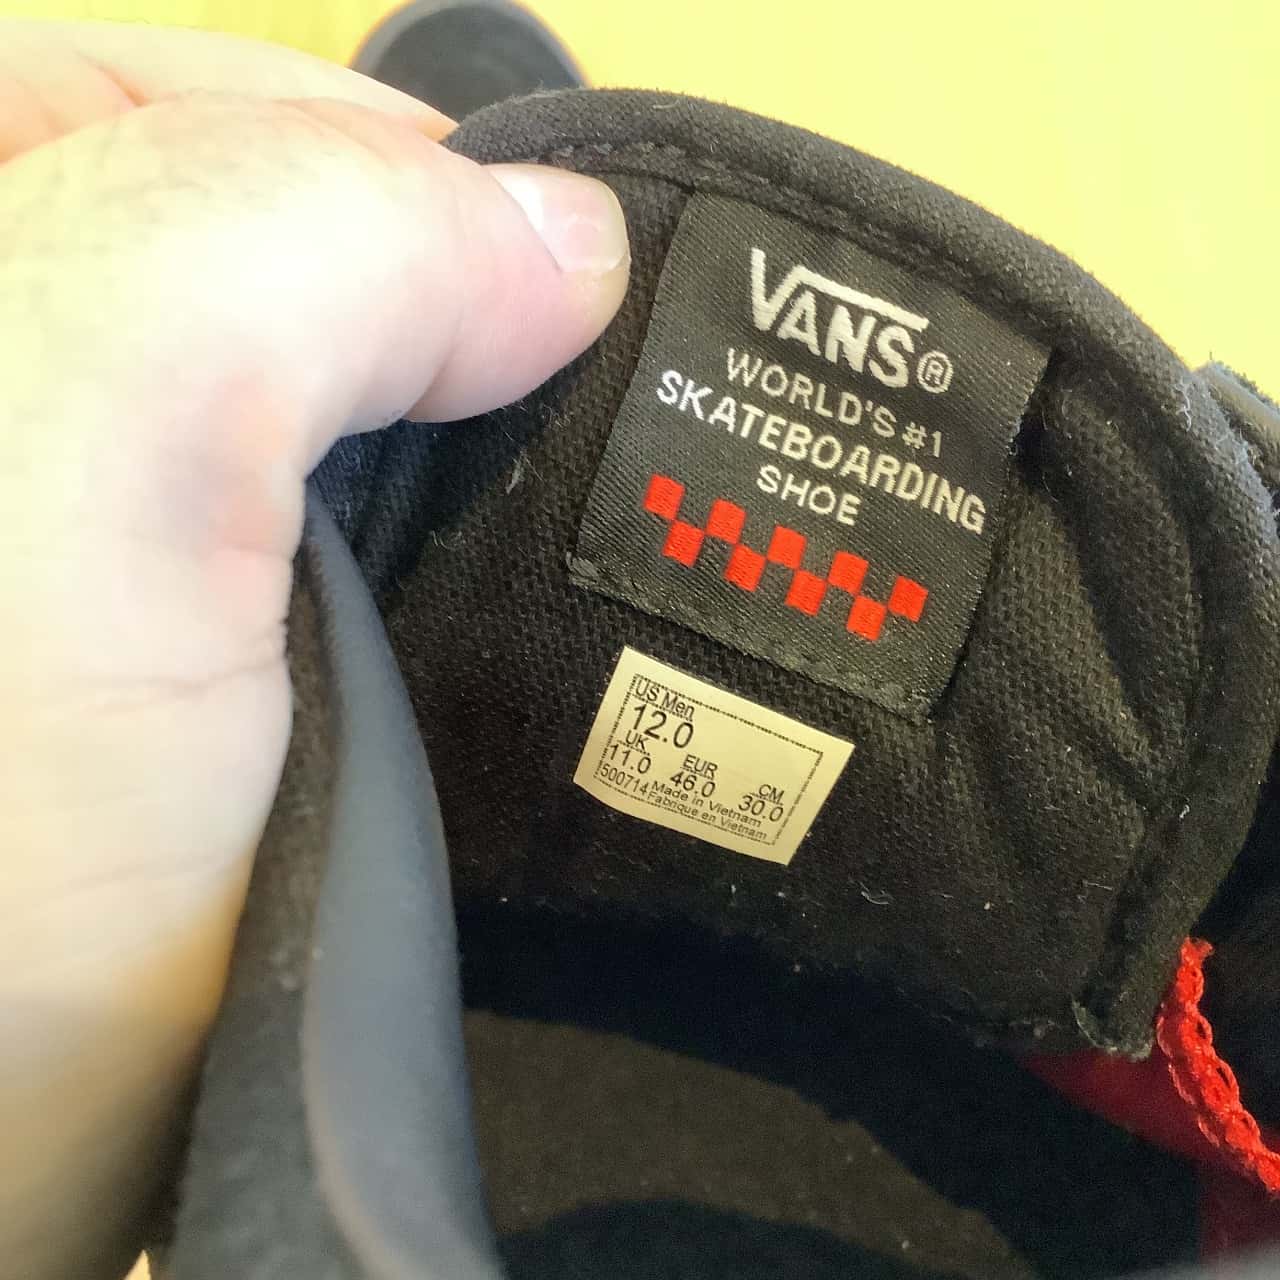 VANS®
WORLD'S #1
SKATEBOARDING
SHOE
US Men
12.0
UK EUR CM
11.0 46.0 30.0
500714 Made in Vietnam
Fabrique en Vietnam